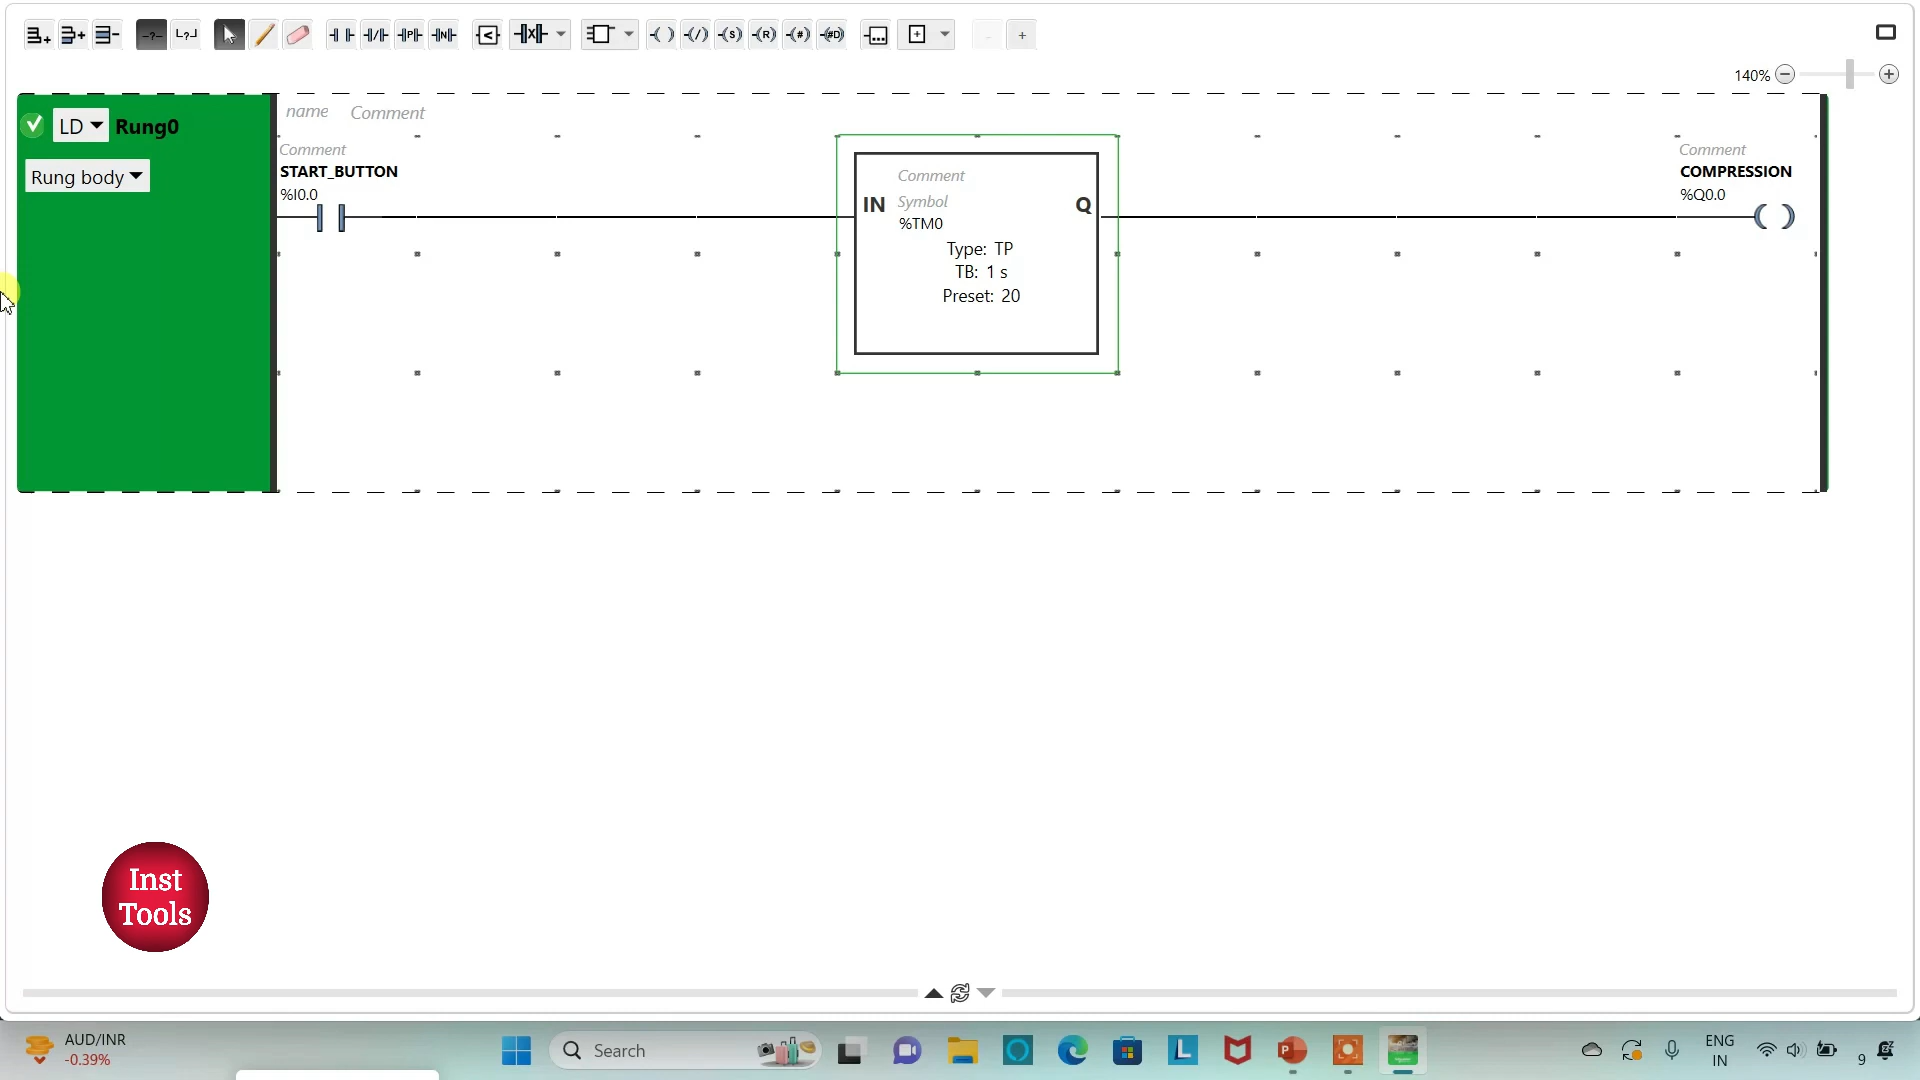 140%
LD
Rung0
name
Comment
Rung body
Comment
START_BUTTON
%I0.0
Comment
Symbol
IN
Q
%TM0
Type: TP
TB: 1 s
Preset: 20
Comment
COMPRESSION
%Q0.0
Inst
Tools
AUD/INR
-0.39%
Search
ENG
IN
9